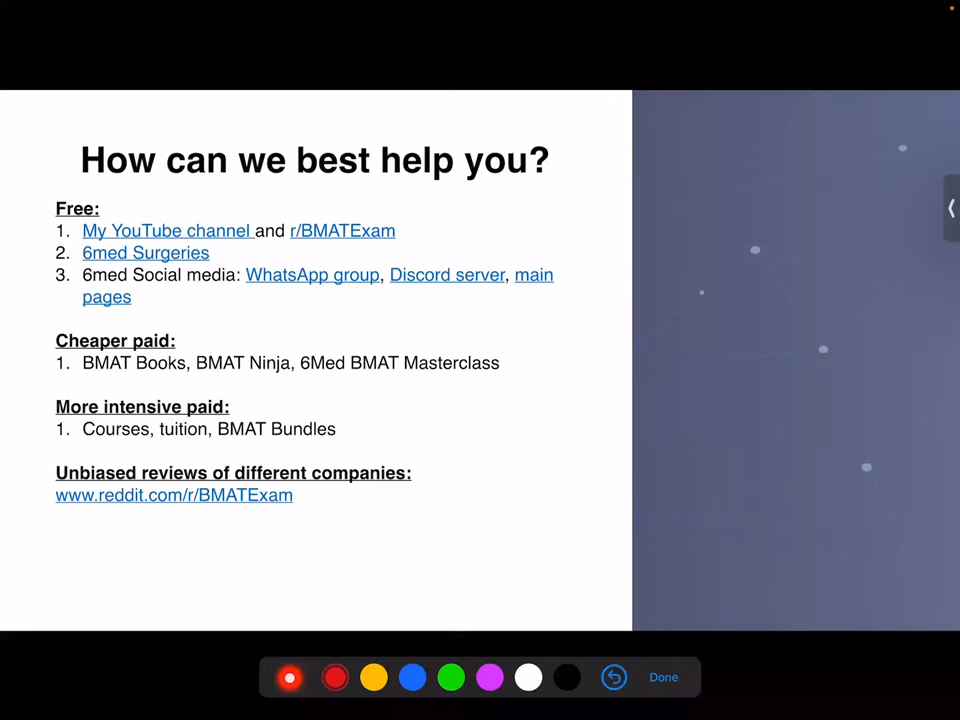 How can we best help you?
Free:
1. My YouTube channel and r/BMATExam
2. 6med Surgeries
3. 6med Social media: WhatsApp group, Discord server, main
pages
Cheaper paid:
1. BMAT Books, BMAT Ninja, 6Med BMAT Masterclass
More intensive paid:
1. Courses, tuition, BMAT Bundles
Unbiased reviews of different companies:
www.reddit.com/r/BMATExam
Done